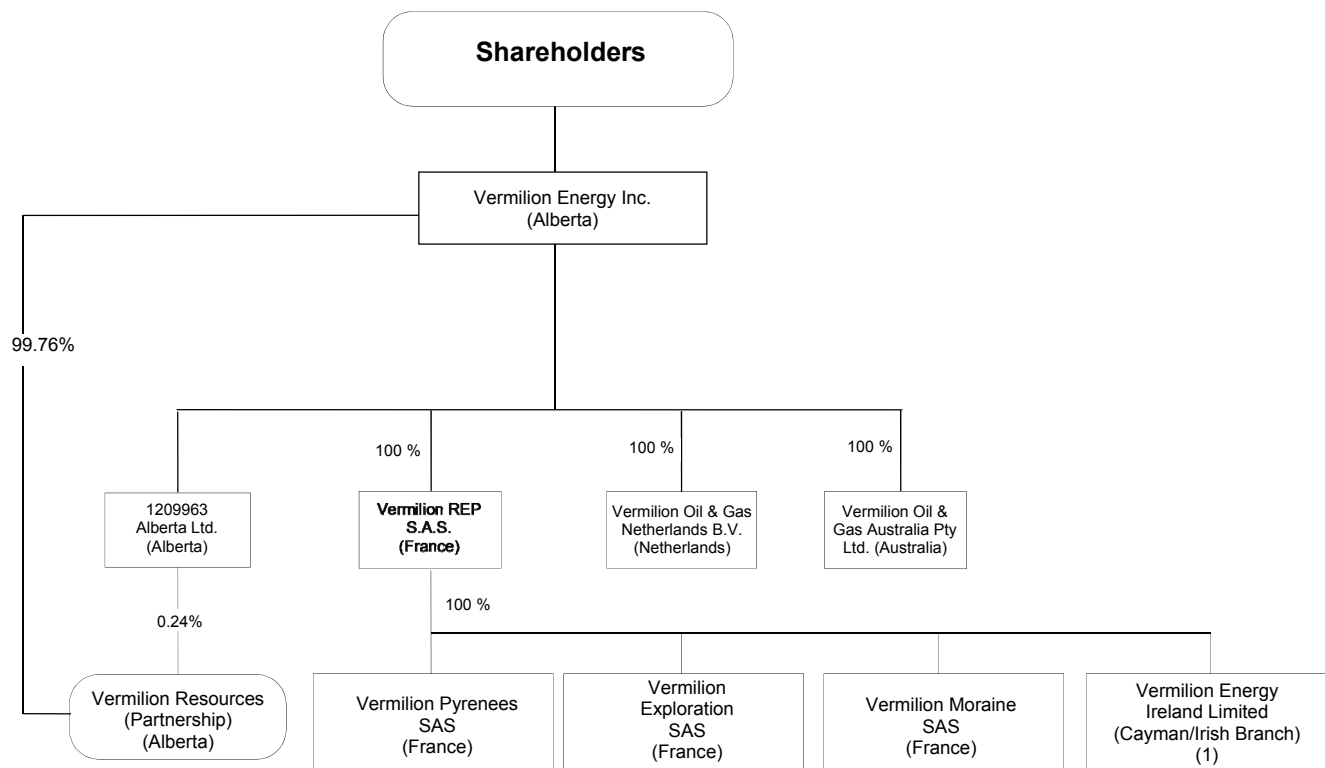 Shareholders
Vermilion Energy Inc.
(Alberta)
99.76%
100 %
100 %
100 %
1209963
Alberta Ltd.
(Alberta)
Vermilion REP
S.A.S.
(France)
Vermilion Oil & Gas
Netherlands B.V.
(Netherlands)
Vermilion Oil &
Gas Australia Pty
Ltd. (Australia)
0.24%
100 %
Vermilion Resources
(Partnership)
(Alberta)
Vermilion Pyrenees
SAS
(France)
Vermilion
Exploration
SAS
(France)
Vermilion Moraine
SAS
(France)
Vermilion Energy
Ireland Limited
(Cayman/Irish Branch)
(1)